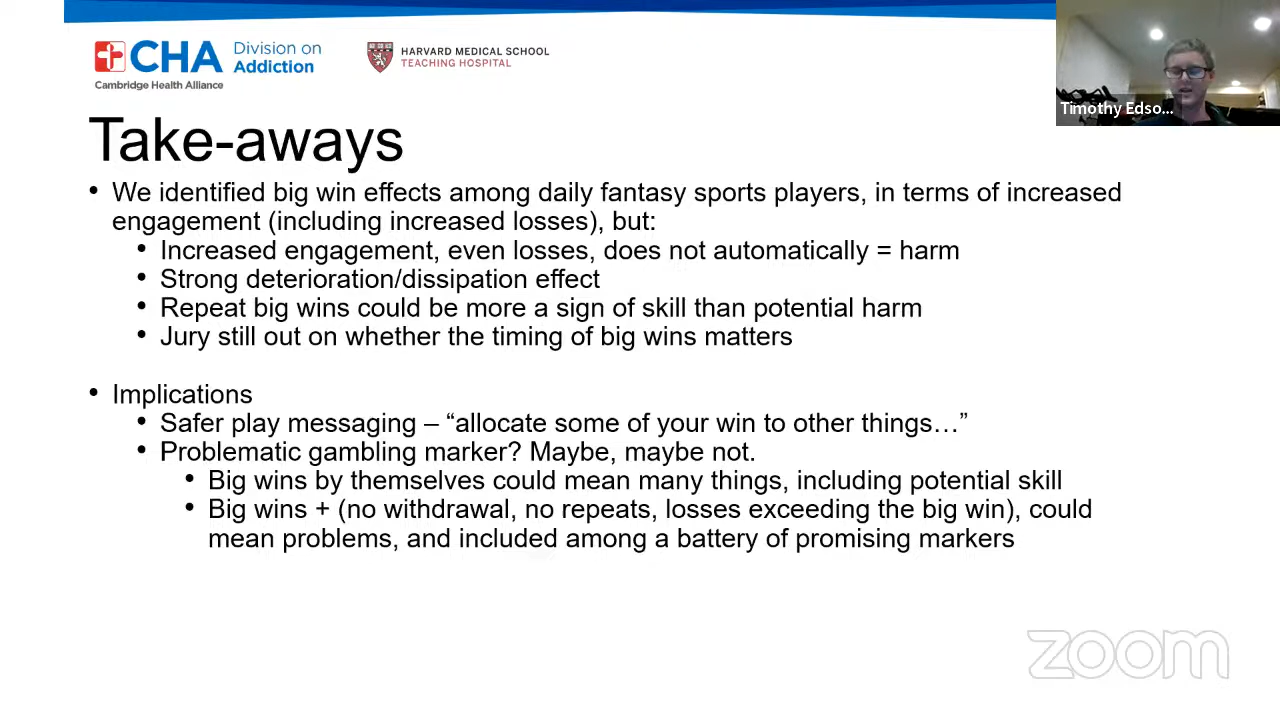 CHA
Division on
Addiction
Cambridge Health Alliance
HARVARD MEDICAL SCHOOL
TEACHING HOSPITAL
Timothy Edso...
Take-aways
• We identified big win effects among daily fantasy sports players, in terms of increased
engagement (including increased losses), but:
• Increased engagement, even losses, does not automatically = harm
• Strong deterioration/dissipation effect
• Repeat big wins could be more a sign of skill than potential harm
• Jury still out on whether the timing of big wins matters
• Implications
• Safer play messaging – “allocate some of your win to other things…”
• Problematic gambling marker? Maybe, maybe not.
• Big wins by themselves could mean many things, including potential skill
• Big wins + (no withdrawal, no repeats, losses exceeding the big win), could
mean problems, and included among a battery of promising markers
zoom